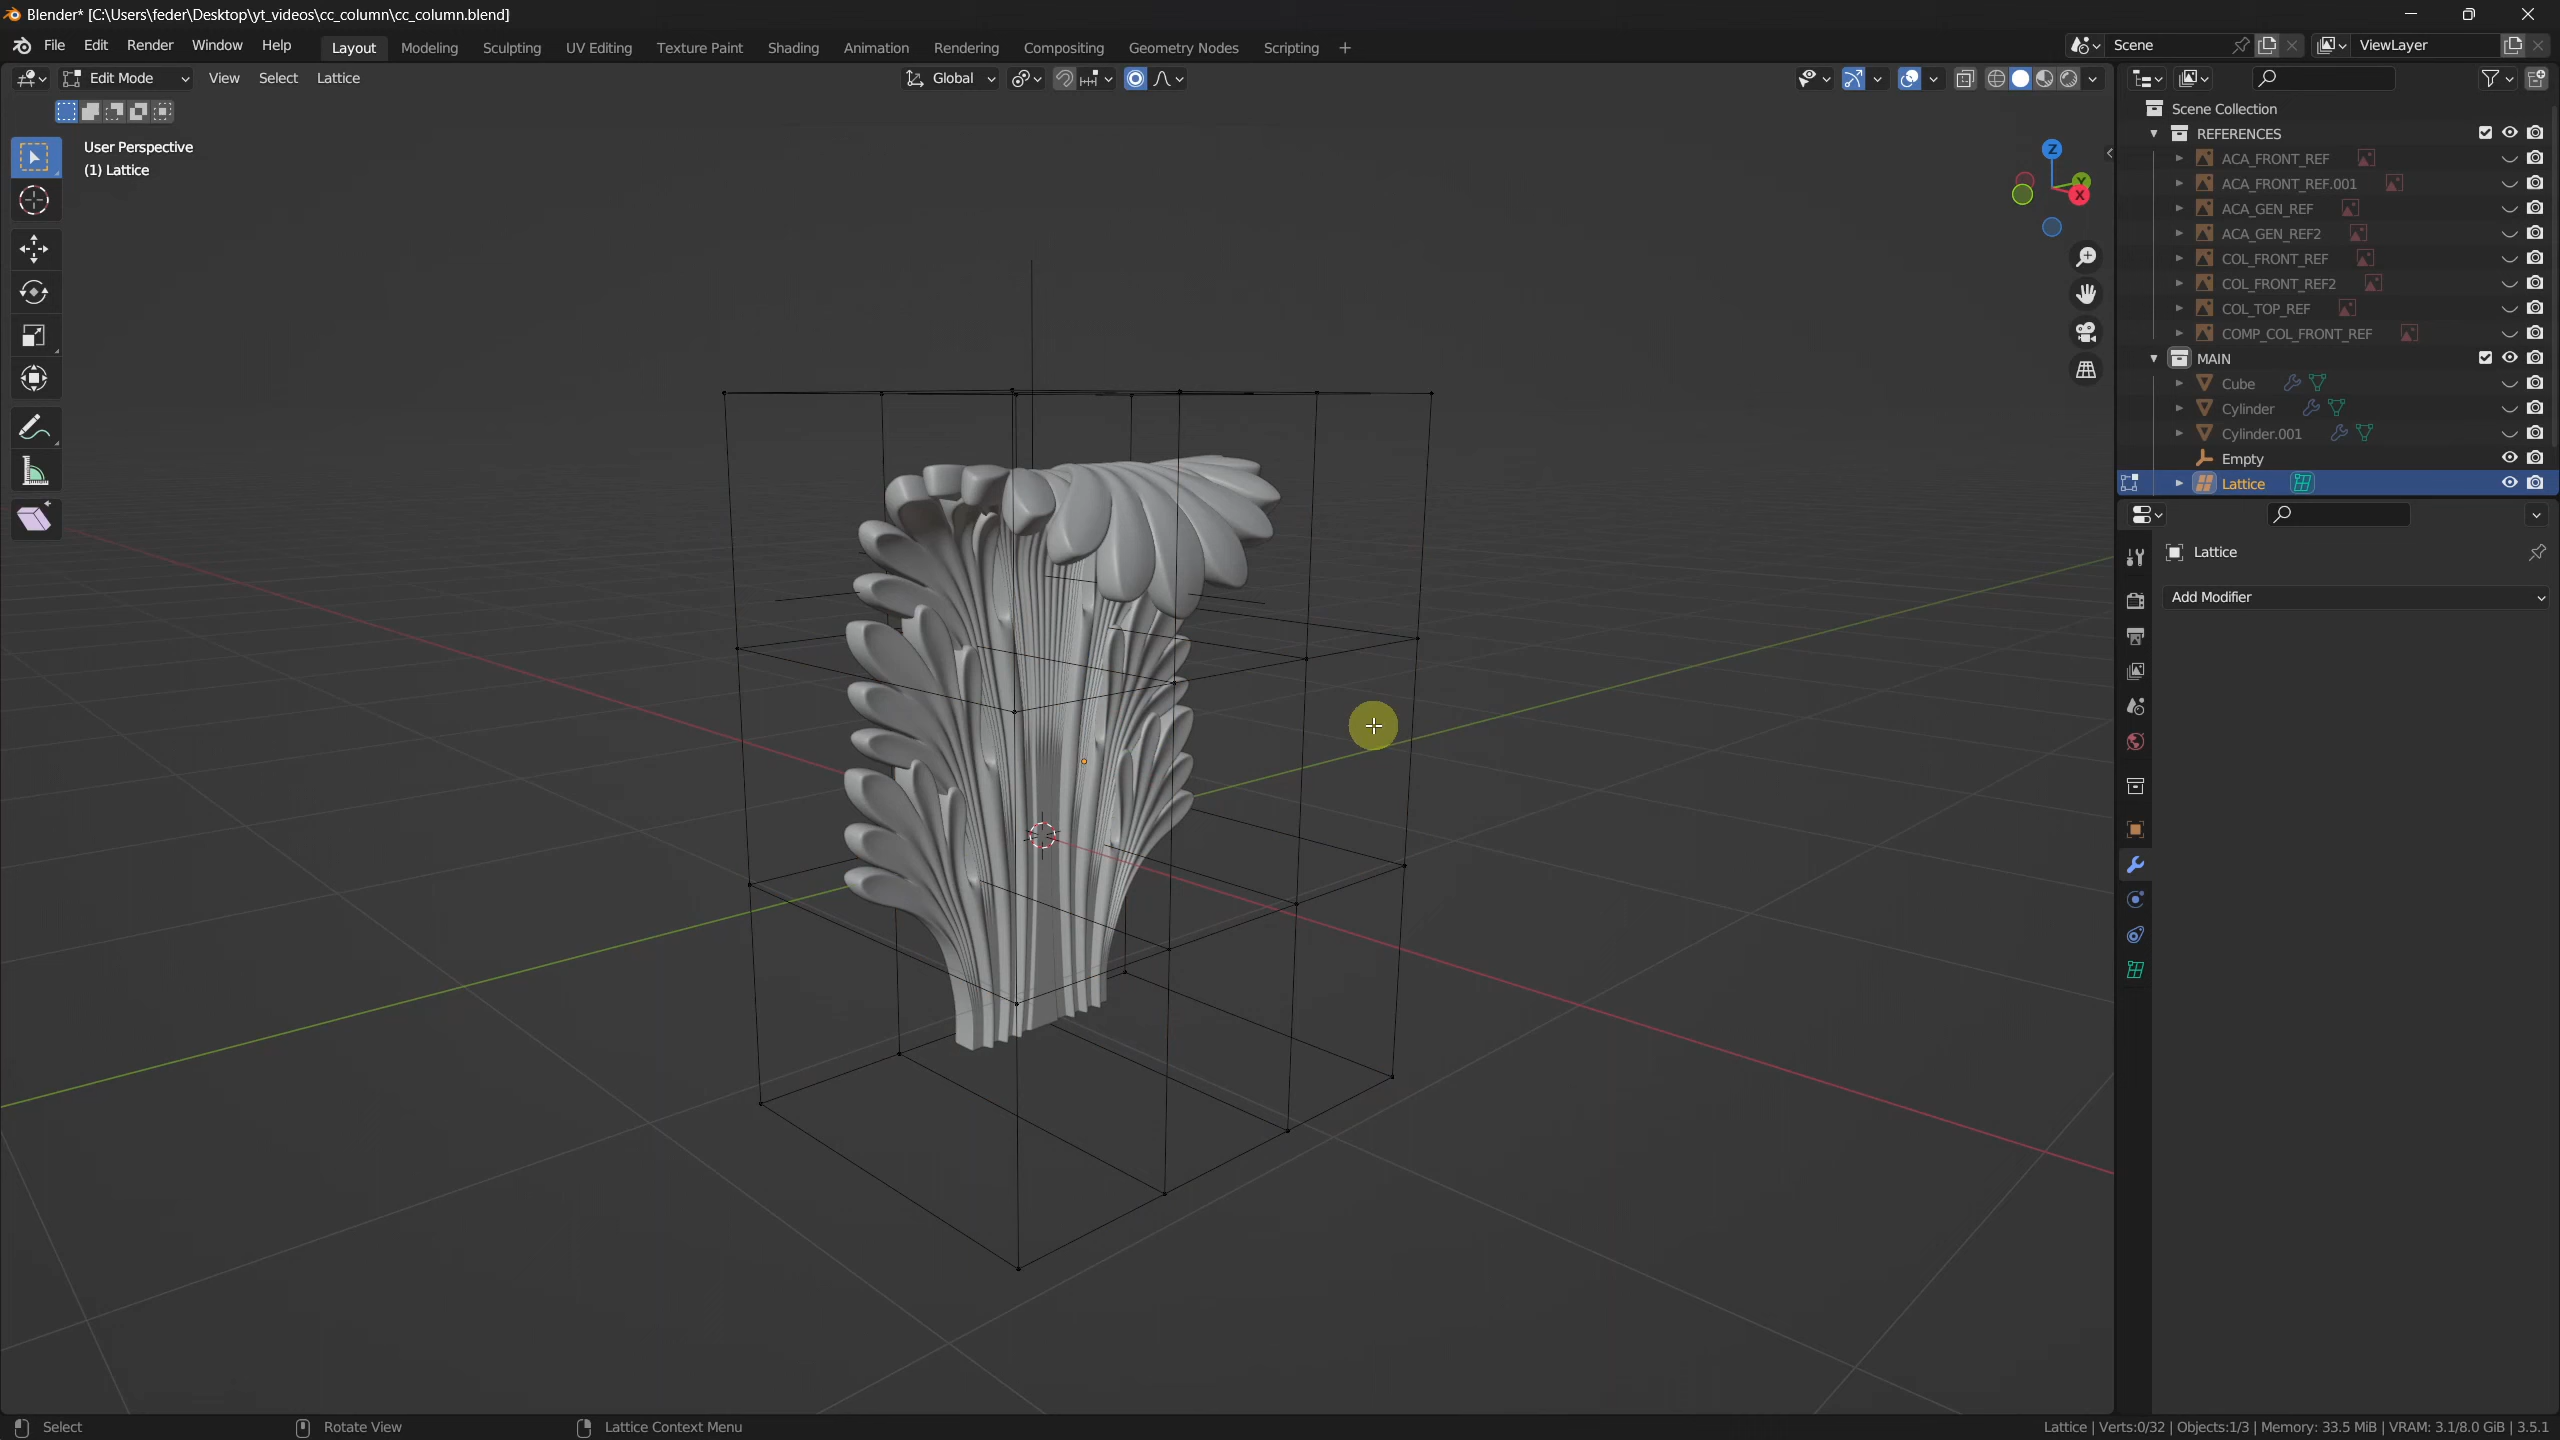 Blender* [C:\Users\feder\Desktop\yt_videos\cc_column\cc_column.blend]
File Edit Render Window Help Layout Modeling Sculpting UV Editing Texture Paint Shading Animation Rendering Compositing Geometry Nodes Scripting + Scene ViewLayer
Edit Mode View Select Lattice Global
User Perspective
(1) Lattice
Z
Y
X
Scene Collection
REFERENCES
ACA_FRONT_REF
ACA_FRONT_REF.001
ACA_GEN_REF
ACA_GEN_REF2
COL_FRONT_REF
COL_FRONT_REF2
COL_TOP_REF
COMP_COL_FRONT_REF
MAIN
Cube
Cylinder
Cylinder.001
Empty
Lattice
Lattice
Add Modifier
Select Rotate View Lattice Context Menu Lattice | Verts:0/32 | Objects:1/3 | Memory: 33.5 MiB | VRAM: 3.1/8.0 GiB | 3.5.1